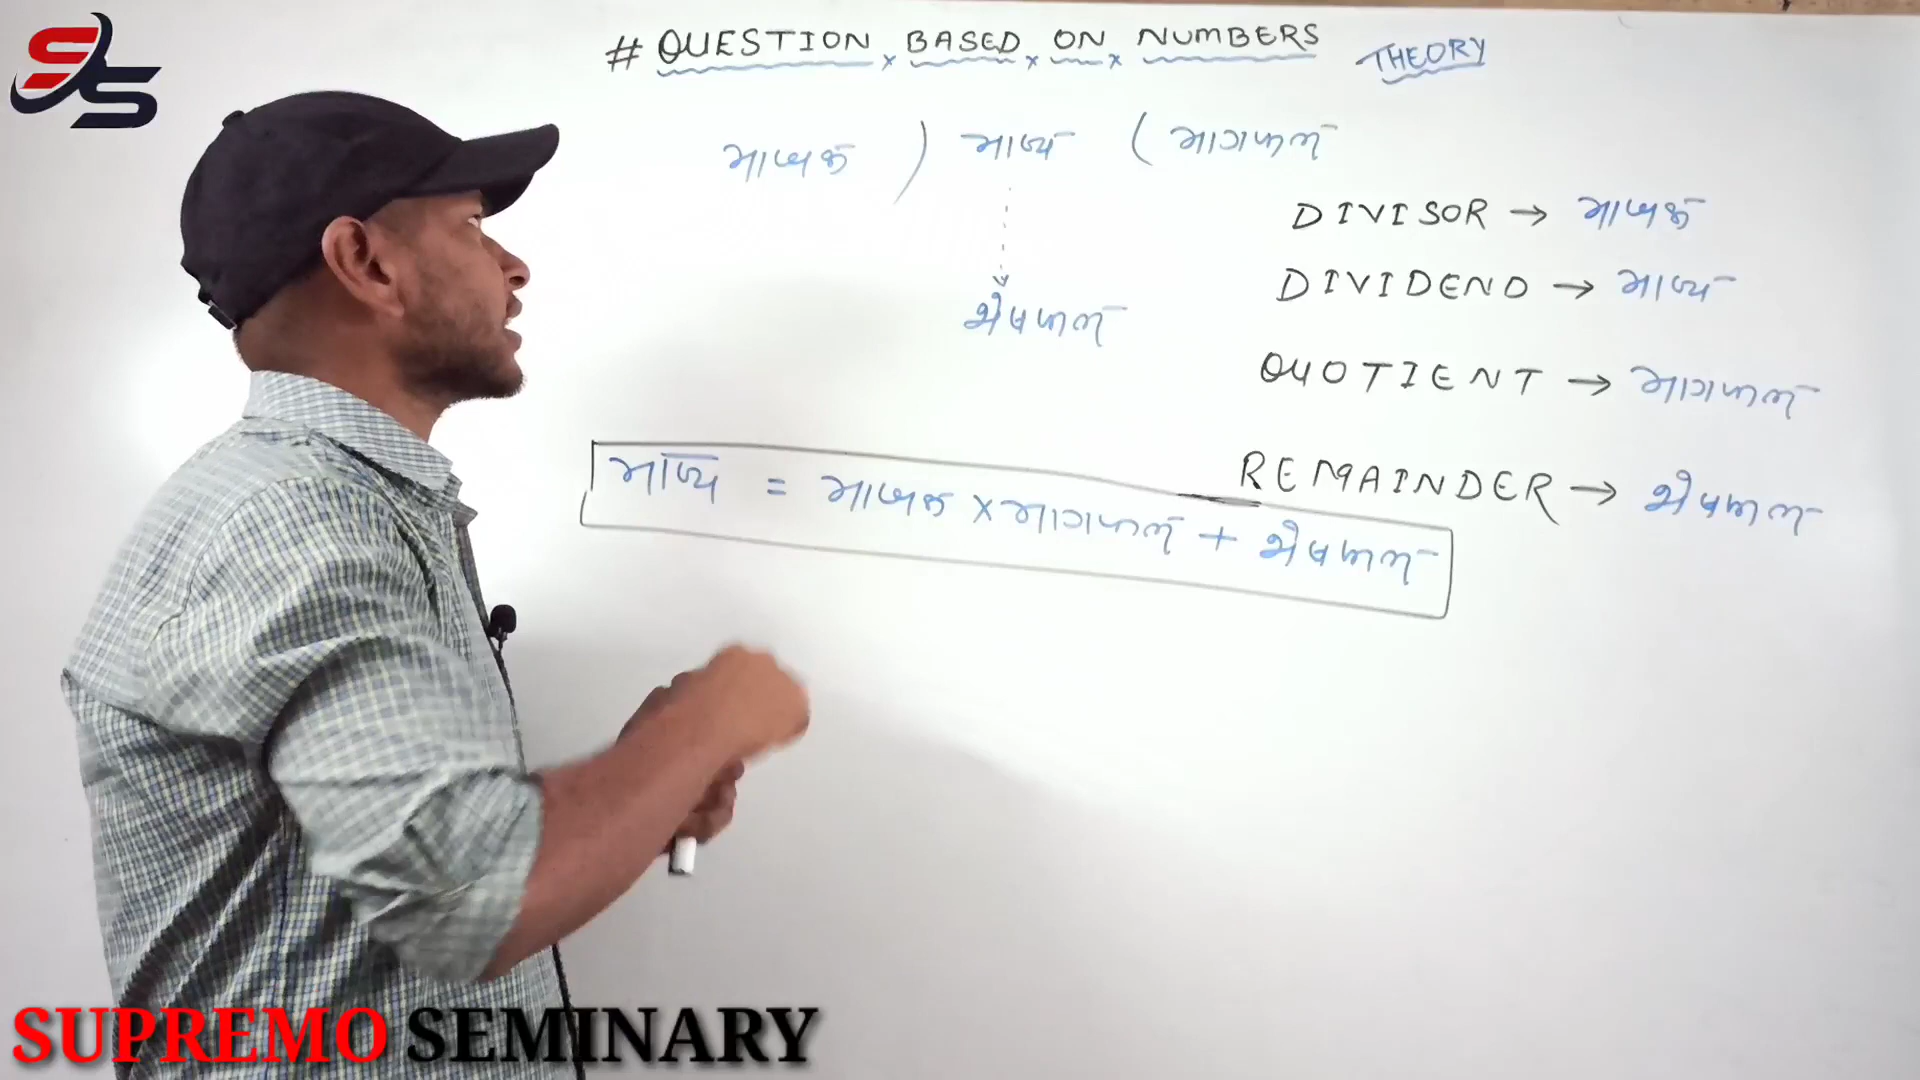 SS
# QUESTION BASED ON NUMBERS THEORY
भाजक ) भाज्य ( भागफल
शेषफल
DIVISOR → भाजक
DIVIDEND → भाज्य
QUOTIENT → भागफल
REMAINDER → शेषफल
भाज्य = भाजक × भागफल + शेषफल
SUPREMO SEMINARY